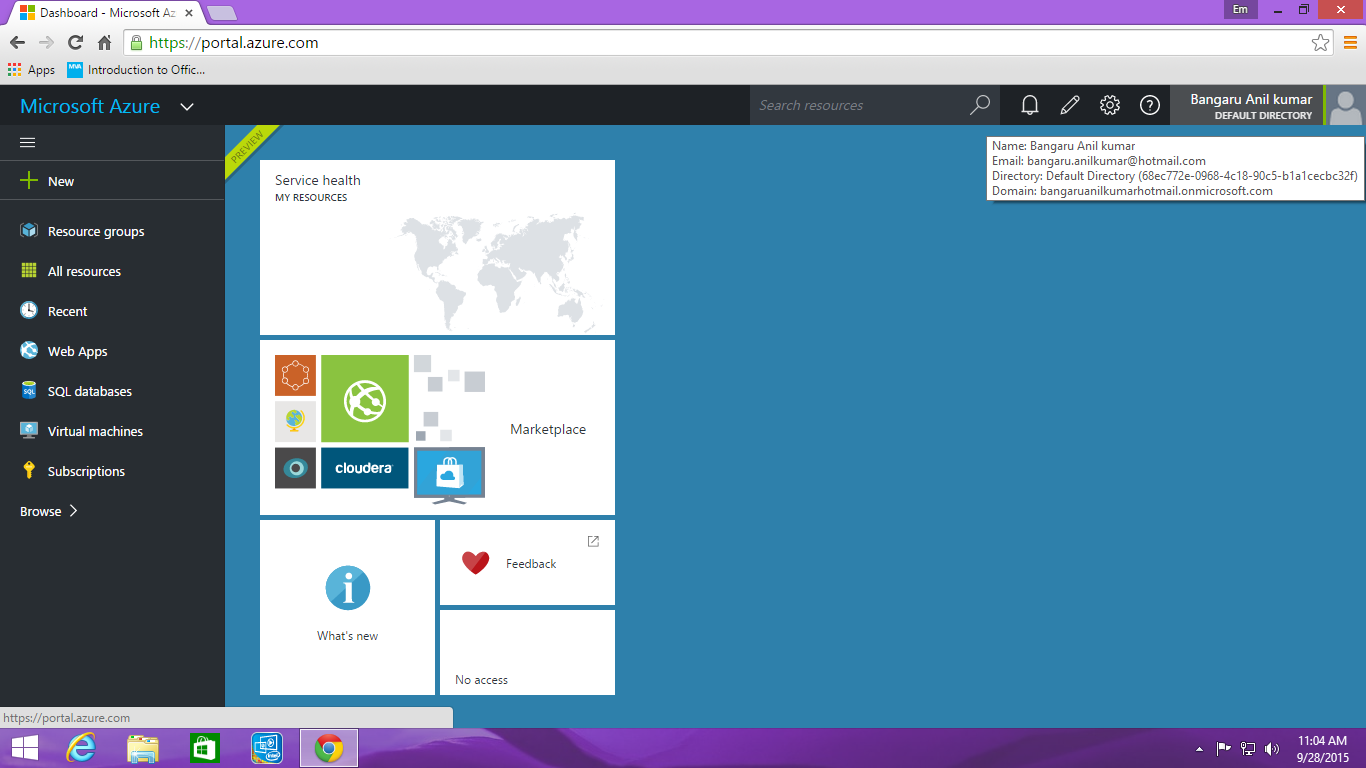 Dashboard - Microsoft Az
Em
https://portal.azure.com
Apps
MVA
Introduction to Offic...
Microsoft Azure
Search resources
Bangaru Anil kumar
DEFAULT DIRECTORY
Name: Bangaru Anil kumar
Email: bangaru.anilkumar@hotmail.com
Directory: Default Directory (68ec772e-0968-4c18-90c5-b1a1cecbc32f)
Domain: bangaruanilkumarhotmail.onmicrosoft.com
PREVIEW
New
Resource groups
All resources
Recent
Web Apps
SQL
SQL databases
Virtual machines
Subscriptions
Browse
Service health
MY RESOURCES
Marketplace
cloudera
What's new
Feedback
No access
https://portal.azure.com
intel
11:04 AM
9/28/2015